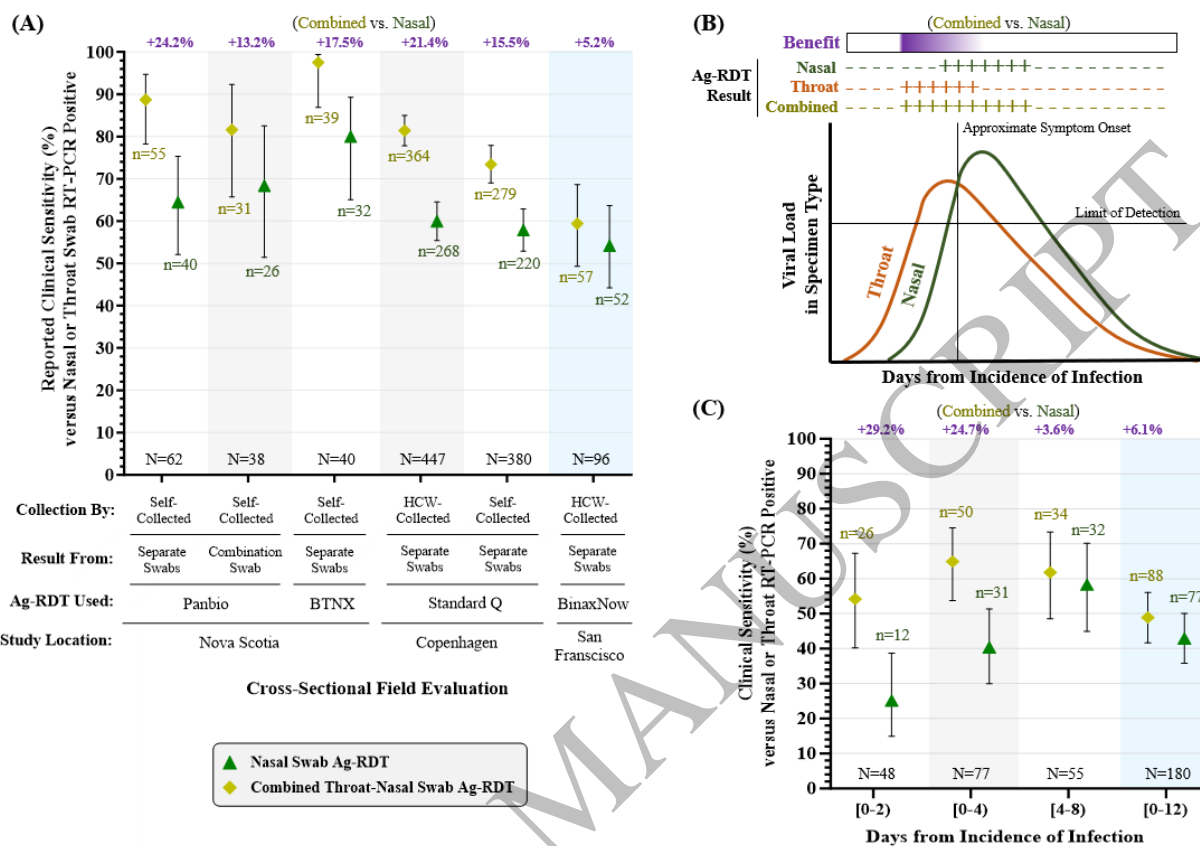 (A)
(Combined vs. Nasal)
+24.2% +13.2% +17.5% +21.4% +15.5% +5.2%
Reported Clinical Sensitivity (%)
versus Nasal or Throat Swab RT-PCR Positive
100
90
80
70
60
50
40
30
20
10
0
n=55
n=40
n=31
n=26
n=39
n=32
n=364
n=268
n=279
n=220
n=57
n=52
N=62 N=38 N=40 N=447 N=380 N=96
Collection By: Self-Collected Self-Collected Self-Collected HCW-Collected Self-Collected HCW-Collected
Result From: Separate Swabs Combination Swab Separate Swabs Separate Swabs Separate Swabs Separate Swabs
Ag-RDT Used: Panbio BTNX Standard Q BinaxNow
Study Location: Nova Scotia Copenhagen San Franscisco
Cross-Sectional Field Evaluation
Nasal Swab Ag-RDT
Combined Throat-Nasal Swab Ag-RDT
(B)
(Combined vs. Nasal)
Benefit
Ag-RDT
Result
Nasal - - - - - - - + + + + + + + - - - - - - - - - -
Throat - - - - + + + + + + - - - - - - - - - - - - - -
Combined - - - - + + + + + + + + + + - - - - - - - - - -
Approximate Symptom Onset
Limit of Detection
Throat
Nasal
Viral Load
in Specimen Type
Days from Incidence of Infection
(C)
(Combined vs. Nasal)
+29.2% +24.7% +3.6% +6.1%
Clinical Sensitivity (%)
versus Nasal or Throat RT-PCR Positive
100
90
80
70
60
50
40
30
20
10
0
n=26
n=12
n=50
n=31
n=34
n=32
n=88
n=77
N=48 N=77 N=55 N=180
[0-2) [0-4) [4-8) [0-12)
Days from Incidence of Infection
MANUSCRIPT